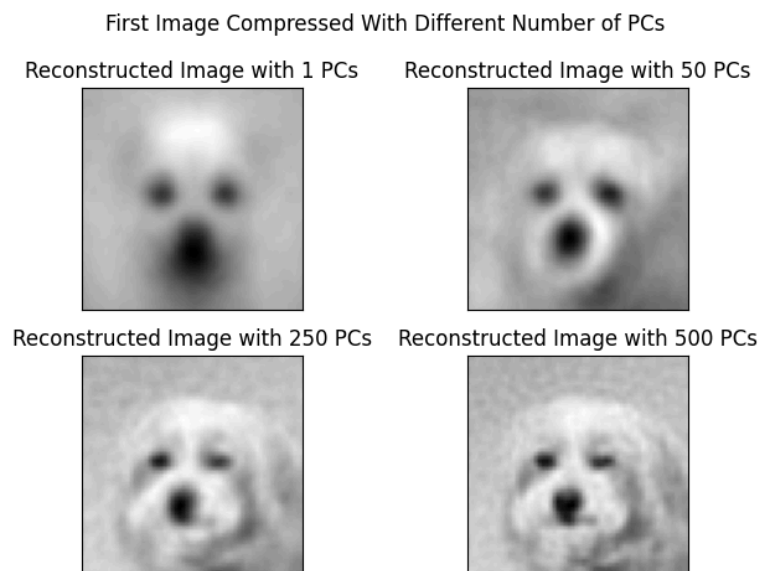 First Image Compressed With Different Number of PCs
Reconstructed Image with 1 PCs
Reconstructed Image with 50 PCs
Reconstructed Image with 250 PCs
Reconstructed Image with 500 PCs